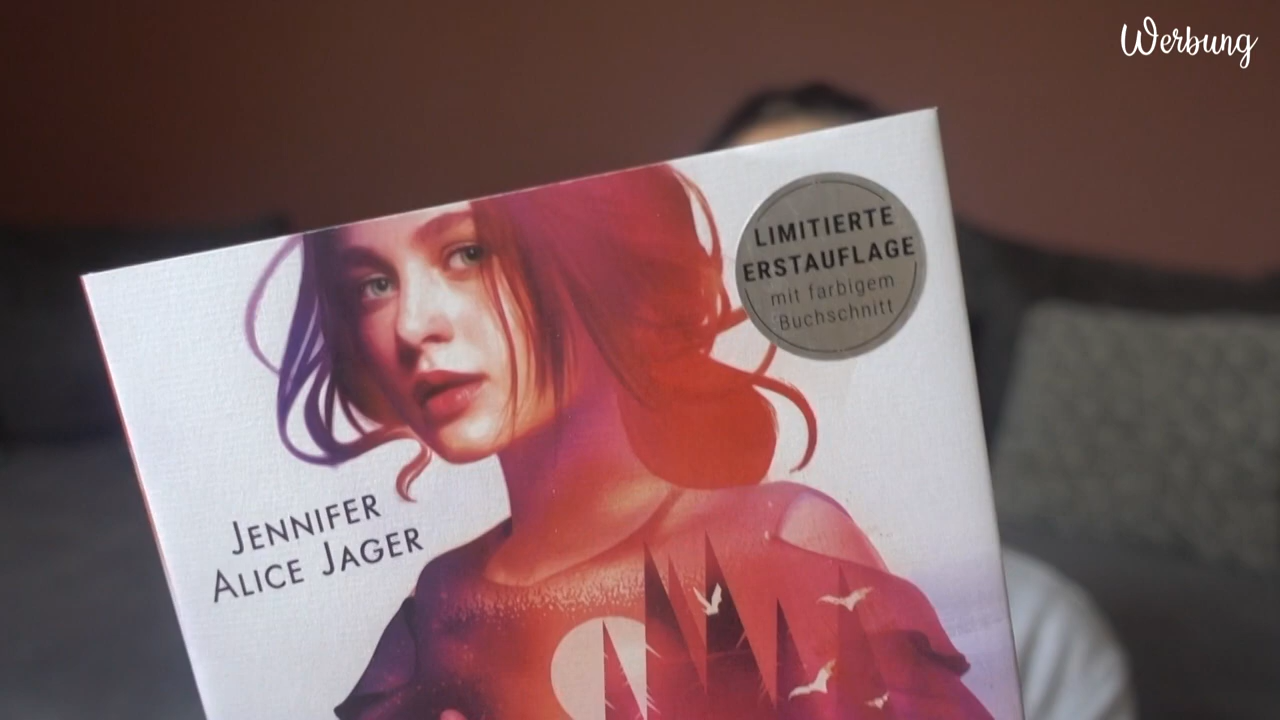 Werbung
LIMITIERTE
ERSTAUFLAGE
mit farbigem
Buchschnitt
JENNIFER
ALICE JAGER